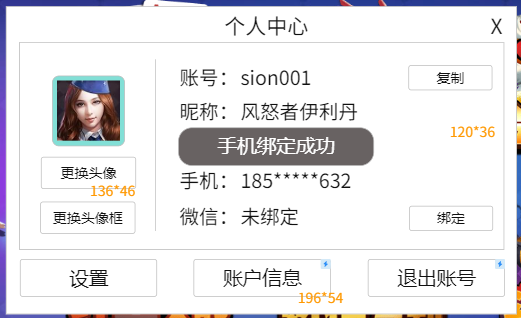 个人中心 X
账号：sion001 复制
昵称：风怒者伊利丹
120*36
手机绑定成功
更换头像
136*46
手机：185*****632
更换头像框
微信：未绑定 绑定
设置 账户信息 退出账号
196*54